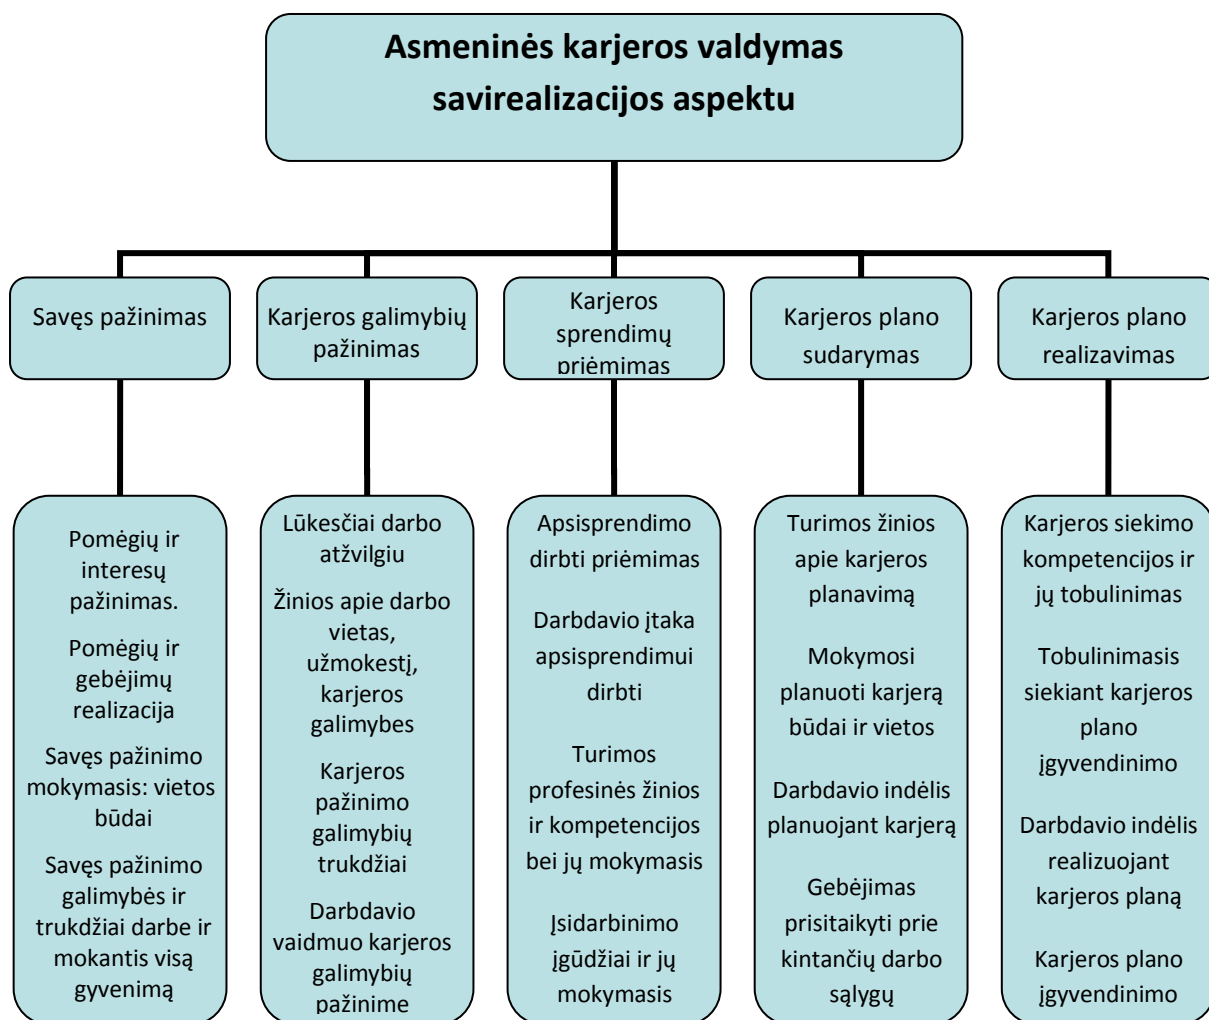 Asmeninės karjeros valdymas
savirealizacijos aspektu
Savęs pažinimas
Karjeros galimybių
pažinimas
Karjeros
sprendimų
priėmimas
Karjeros plano
sudarymas
Karjeros plano
realizavimas
Pomėgių ir
interesų
pažinimas.
Pomėgių ir
gebėjimų
realizacija
Savęs pažinimo
mokymasis: vietos
būdai
Savęs pažinimo
galimybės ir
trukdžiai darbe ir
mokantis visą
gyvenimą
Lūkesčiai darbo
atžvilgiu
Žinios apie darbo
vietas,
užmokestį,
karjeros
galimybes
Karjeros
pažinimo
galimybių
trukdžiai
Darbdavio
vaidmuo karjeros
galimybių
pažinime
Apsisprendimo
dirbti priėmimas
Darbdavio įtaka
apsisprendimui
dirbti
Turimos
profesinės žinios
ir kompetencijos
bei jų mokymasis
Įsidarbinimo
įgūdžiai ir jų
mokymasis
Turimos žinios
apie karjeros
planavimą
Mokymosi
planuoti karjerą
būdai ir vietos
Darbdavio indėlis
planuojant karjerą
Gebėjimas
prisitaikyti prie
kintančių darbo
sąlygų
Karjeros siekimo
kompetencijos ir
jų tobulinimas
Tobulinimasis
siekiant karjeros
plano
įgyvendinimo
Darbdavio indėlis
realizuojant
karjeros planą
Karjeros plano
įgyvendinimo